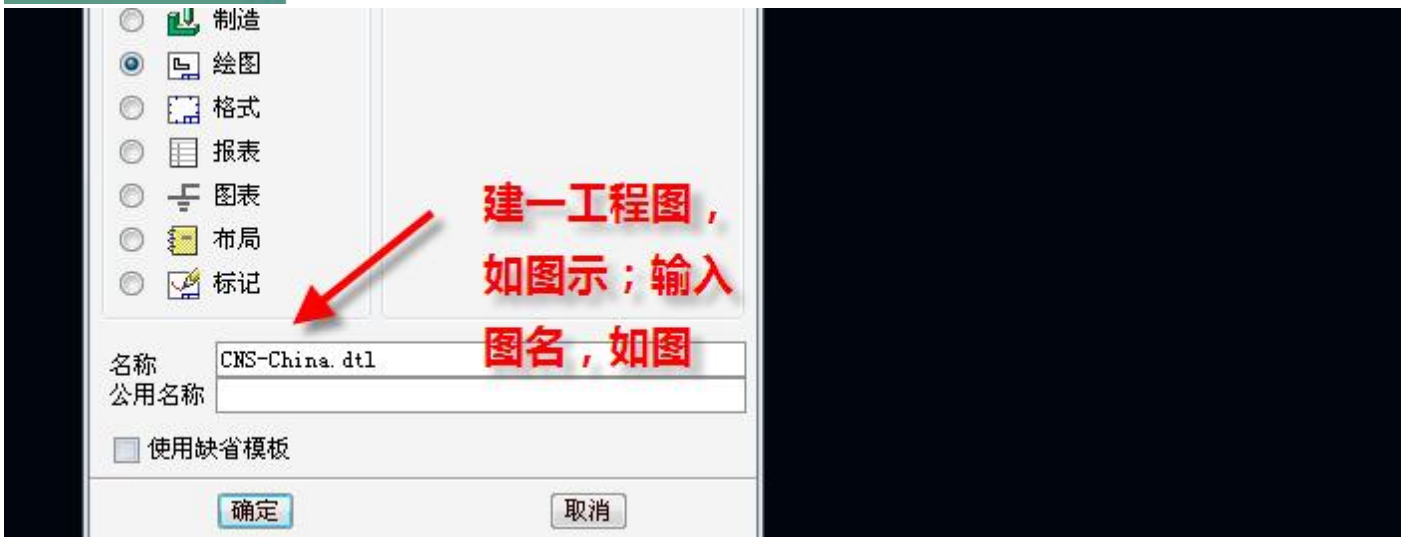 制造
绘图
格式
报表
图表
布局
标记
建一工程图，
如图示；输入
图名，如图
名称 CNS-China.dtl
公用名称
使用缺省模板
确定 取消